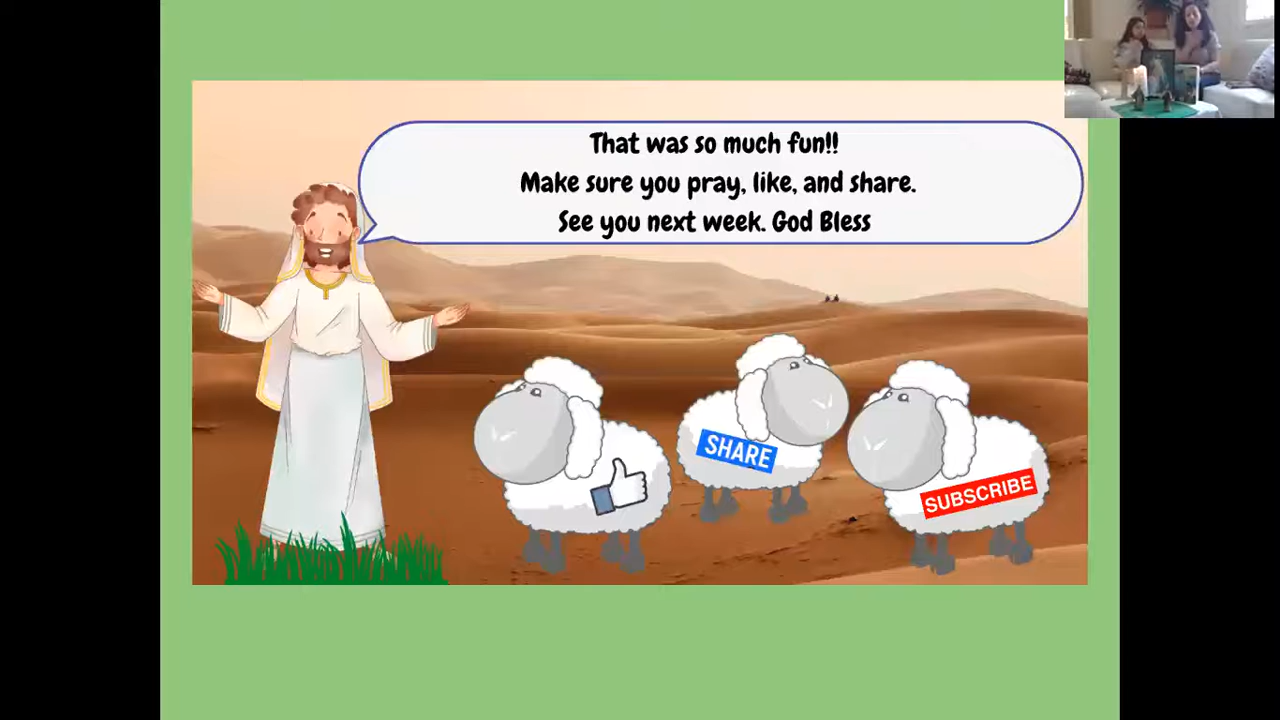 That was so much fun!!
Make sure you pray, like, and share.
See you next week. God Bless
SHARE
SUBSCRIBE